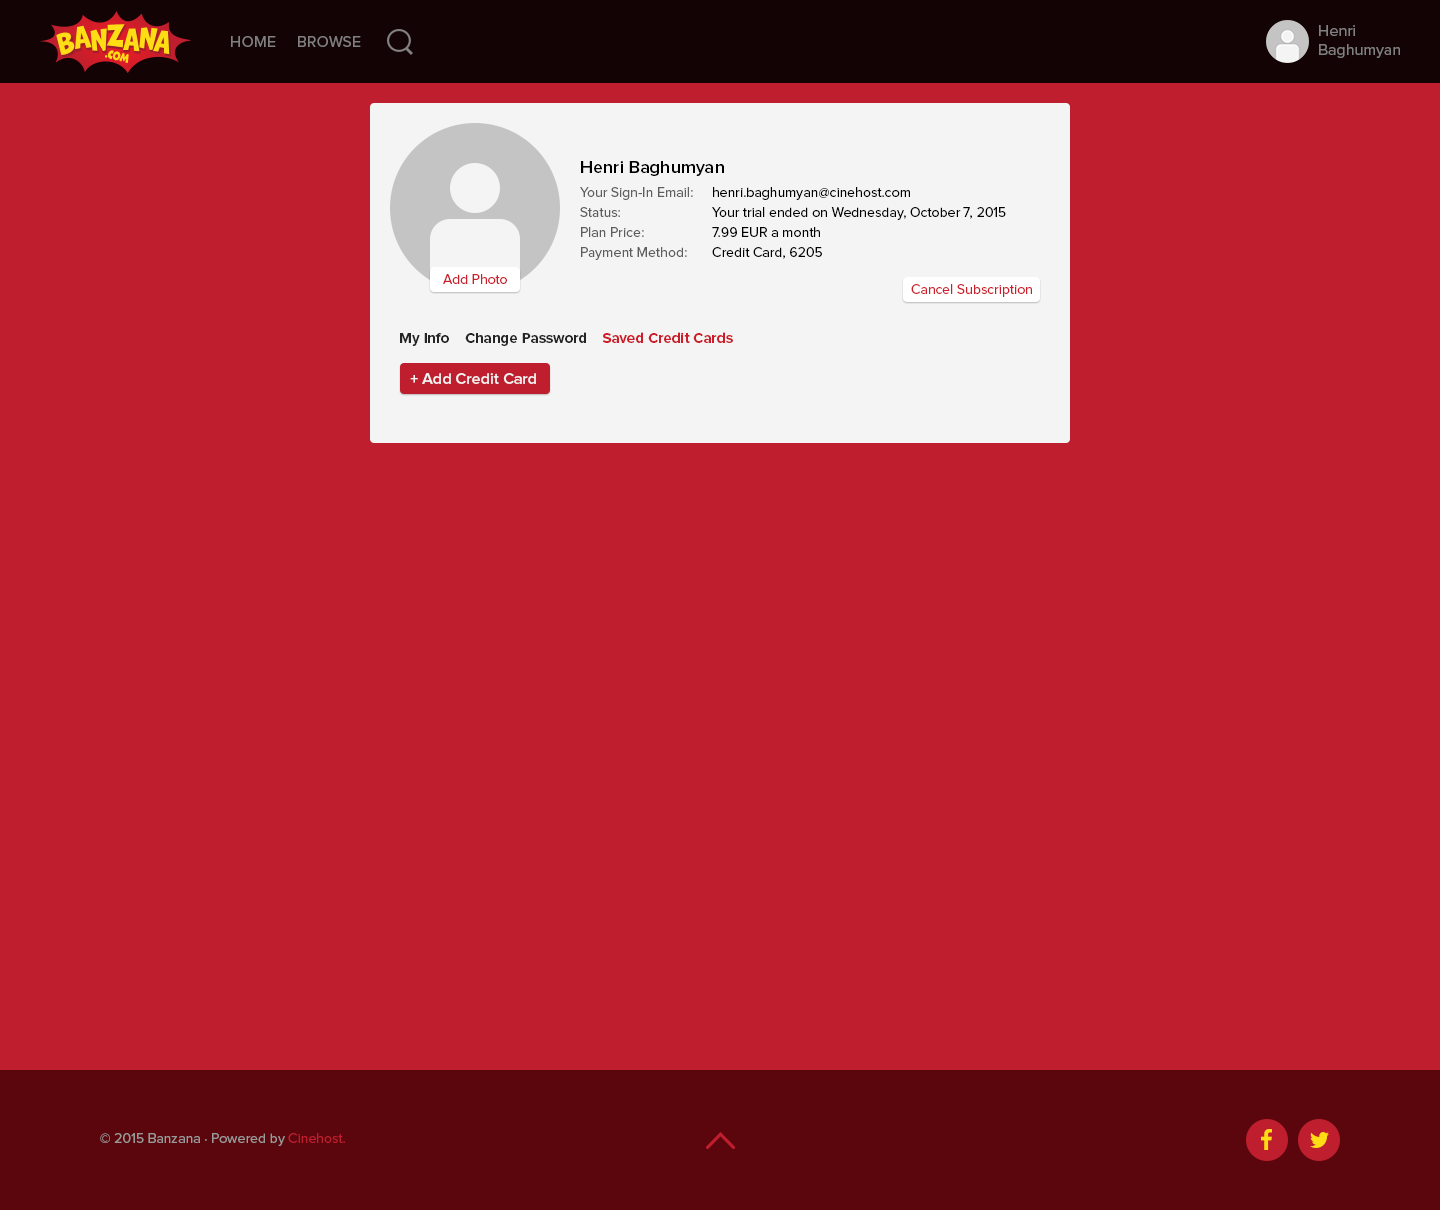 BANZANA
.COM
HOME BROWSE
Henri
Baghumyan
Henri Baghumyan
Your Sign-In Email: henri.baghumyan@cinehost.com
Status: Your trial ended on Wednesday, October 7, 2015
Plan Price: 7.99 EUR a month
Payment Method: Credit Card, 6205
Add Photo
Cancel Subscription
My Info Change Password Saved Credit Cards
+ Add Credit Card
© 2015 Banzana · Powered by Cinehost.